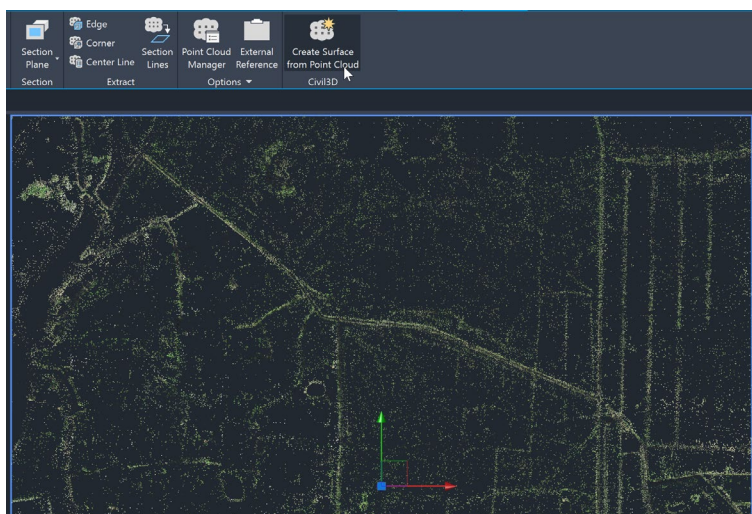 Edge
Corner
Center Line
Section
Plane
Section
Lines
Point Cloud
Manager
External
Reference
Create Surface
from Point Cloud
Section
Extract
Options
Civil3D